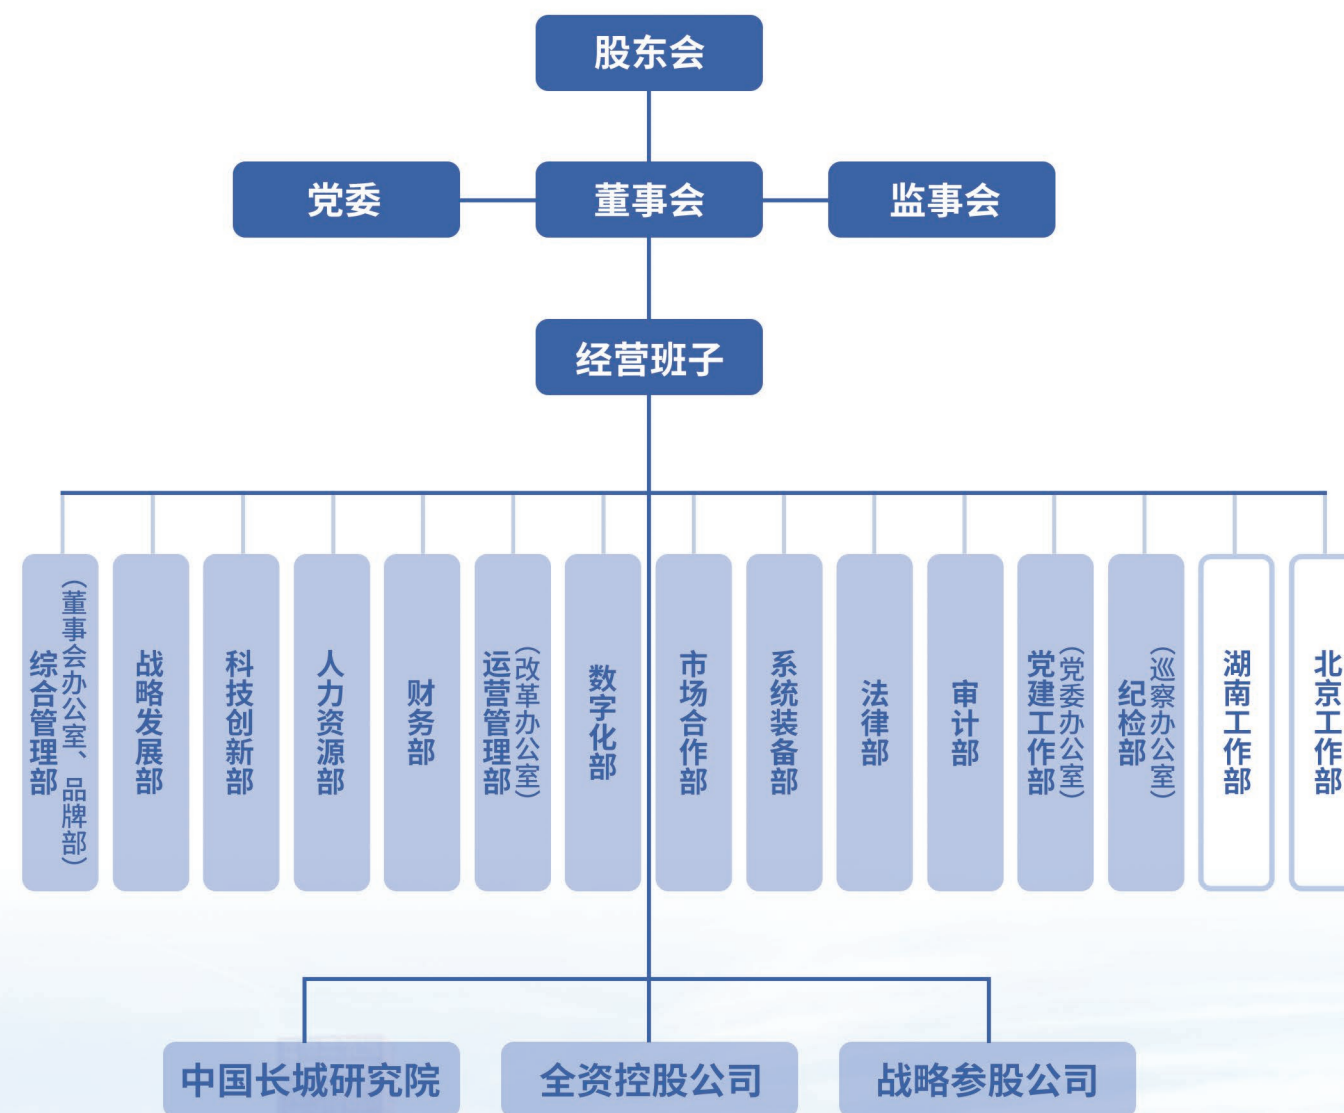 股东会
党委
董事会
监事会
经营班子
综合管理部
（董事会办公室、品牌部）
战略发展部
科技创新部
人力资源部
财务部
运营管理部
（改革办公室）
数字化部
市场合作部
系统装备部
法律部
审计部
党建工作部
（党委办公室）
纪检部
（巡察办公室）
湖南工作部
北京工作部
中国长城研究院
全资控股公司
战略参股公司